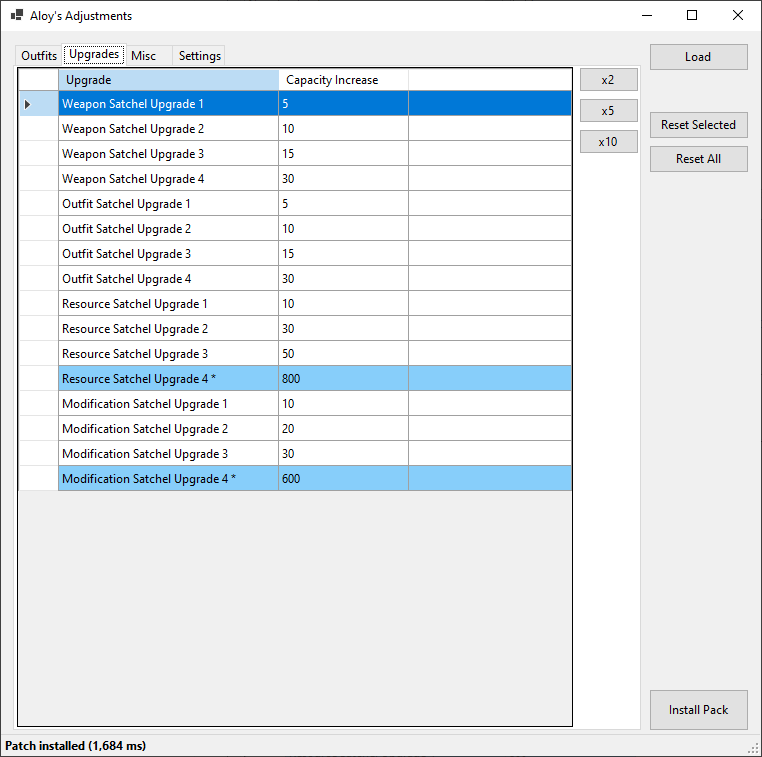 Aloy's Adjustments
Outfits Upgrades Misc Settings
Load
Upgrade Capacity Increase
x2
Weapon Satchel Upgrade 1 5
x5
Weapon Satchel Upgrade 2 10
Reset Selected
x10
Weapon Satchel Upgrade 3 15
Reset All
Weapon Satchel Upgrade 4 30
Outfit Satchel Upgrade 1 5
Outfit Satchel Upgrade 2 10
Outfit Satchel Upgrade 3 15
Outfit Satchel Upgrade 4 30
Resource Satchel Upgrade 1 10
Resource Satchel Upgrade 2 30
Resource Satchel Upgrade 3 50
Resource Satchel Upgrade 4 * 800
Modification Satchel Upgrade 1 10
Modification Satchel Upgrade 2 20
Modification Satchel Upgrade 3 30
Modification Satchel Upgrade 4 * 600
Install Pack
Patch installed (1,684 ms)